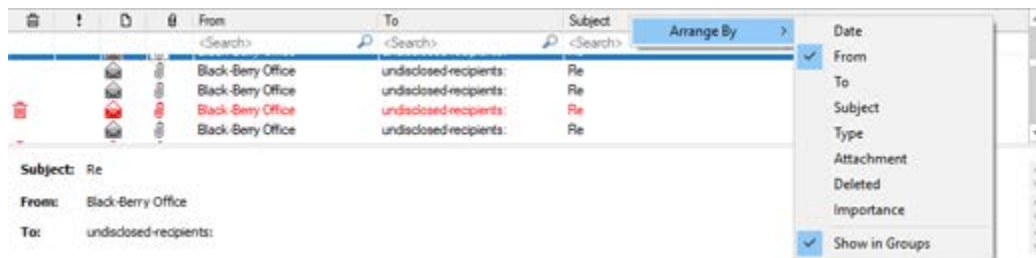 ! From To Subject
<Search> <Search> <Search>
Black-Berry Office undisclosed-recipients: Re
Black-Berry Office undisclosed-recipients: Re
Black-Berry Office undisclosed-recipients: Re
Black-Berry Office undisclosed-recipients: Re
Arrange By >
Date
From
To
Subject
Type
Attachment
Deleted
Importance
Show in Groups
Subject: Re
From: Black-Berry Office
To: undisclosed-recipients: